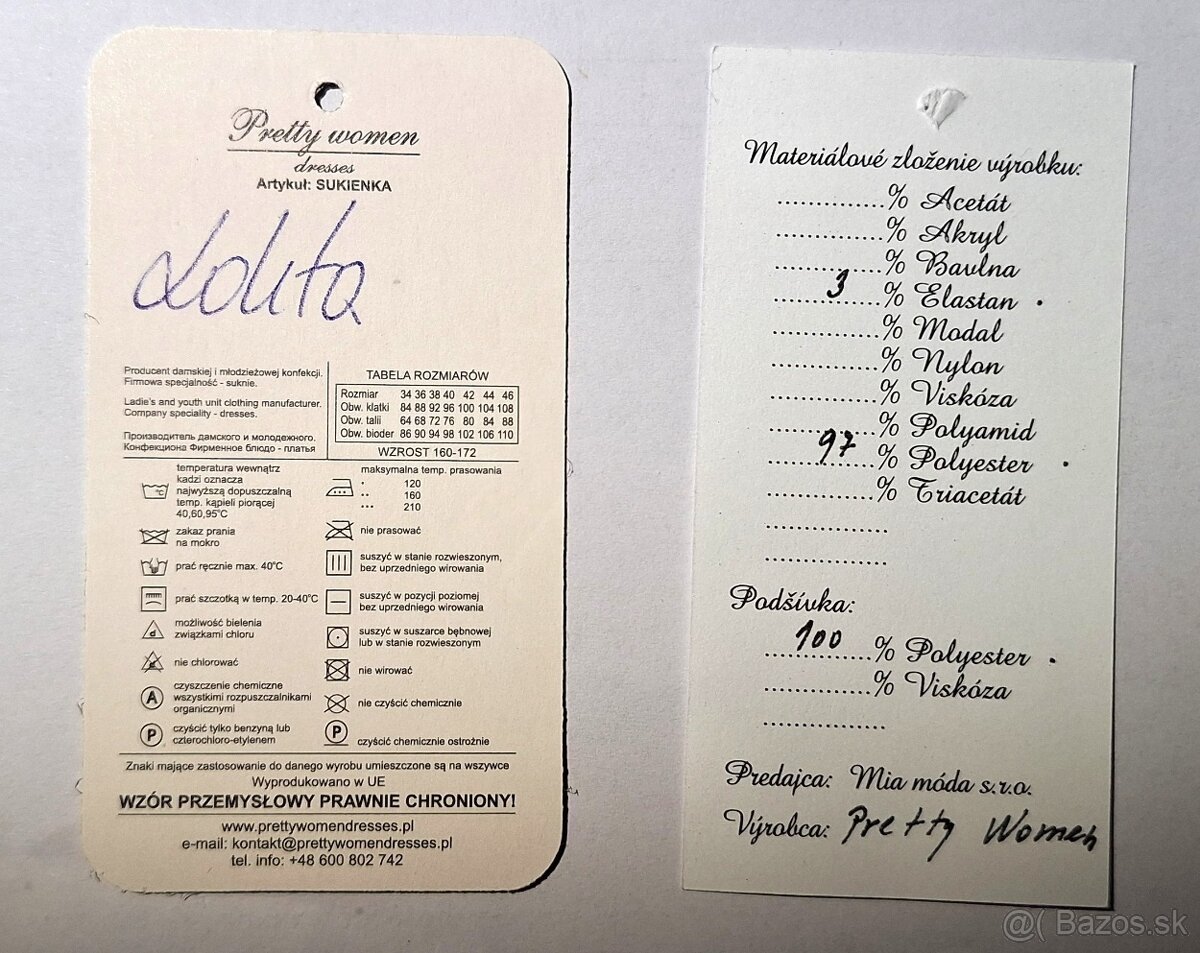 Pretty women
dresses
Artykuł: SUKIENKA
Lolita
Producent damskiej i młodzieżowej konfekcji.
Firmowa specjalność - suknie.
Ladie's and youth unit clothing manufacturer.
Company speciality - dresses.
Производитель дамского и молодежного.
Конфекциона Фирменное блюдо - платья
TABELA ROZMIARÓW
Rozmiar 34 36 38 40 42 44 46
Obw. klatki 84 88 92 96 100 104 108
Obw. talii 64 68 72 76 80 84 88
Obw. bioder 86 90 94 98 102 106 110
WZROST 160-172
°C
temperatura wewnątrz
kadzi oznacza
najwyższą dopuszczalną
temp. kąpieli piorącej
40,60,95°C
zakaz prania
na mokro
prać ręcznie max. 40°C
prać szczotką w temp. 20-40°C
możliwość bielenia
związkami chloru
nie chlorować
A
czyszczenie chemiczne
wszystkimi rozpuszczalnikami
organicznymi
P
czyścić tylko benzyną lub
czterochloro-etylenem
maksymalna temp. prasowania
· 120
·· 160
··· 210
nie prasować
suszyć w stanie rozwieszonym,
bez uprzedniego wirowania
suszyć w pozycji poziomej
bez uprzedniego wirowania
suszyć w suszarce bębnowej
lub w stanie rozwieszonym
nie wirować
nie czyścić chemicznie
P
czyścić chemicznie ostrożnie
Znaki mające zastosowanie do danego wyrobu umieszczone są na wszywce
Wyprodukowano w UE
WZÓR PRZEMYSŁOWY PRAWNIE CHRONIONY!
www.prettywomendresses.pl
e-mail: kontakt@prettywomendresses.pl
tel. info: +48 600 802 742
Materiálové zloženie výrobku:
..............% Acetát
..............% Akryl
..............% Bavlna
3 % Elastan •
..............% Modal
..............% Nylon
..............% Viskóza
..............% Polyamid
97 % Polyester •
..............% Triacetát
................
................
Podšívka:
100 % Polyester •
..............% Viskóza
................
Predajca: Mia móda s.r.o.
Výrobca: Pretty Women
@( Bazos.sk